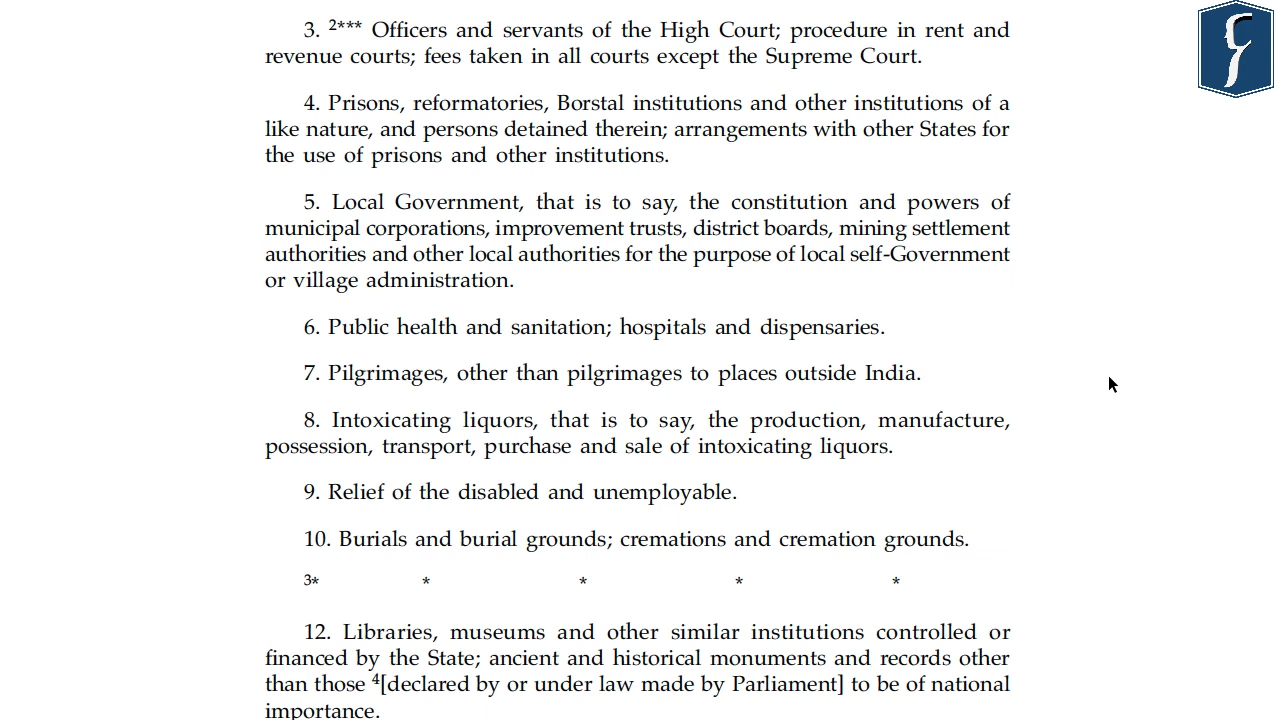 3. 2*** Officers and servants of the High Court; procedure in rent and
revenue courts; fees taken in all courts except the Supreme Court.
4. Prisons, reformatories, Borstal institutions and other institutions of a
like nature, and persons detained therein; arrangements with other States for
the use of prisons and other institutions.
5. Local Government, that is to say, the constitution and powers of
municipal corporations, improvement trusts, district boards, mining settlement
authorities and other local authorities for the purpose of local self-Government
or village administration.
6. Public health and sanitation; hospitals and dispensaries.
7. Pilgrimages, other than pilgrimages to places outside India.
8. Intoxicating liquors, that is to say, the production, manufacture,
possession, transport, purchase and sale of intoxicating liquors.
9. Relief of the disabled and unemployable.
10. Burials and burial grounds; cremations and cremation grounds.
3* * * * *
12. Libraries, museums and other similar institutions controlled or
financed by the State; ancient and historical monuments and records other
than those 4[declared by or under law made by Parliament] to be of national
importance.